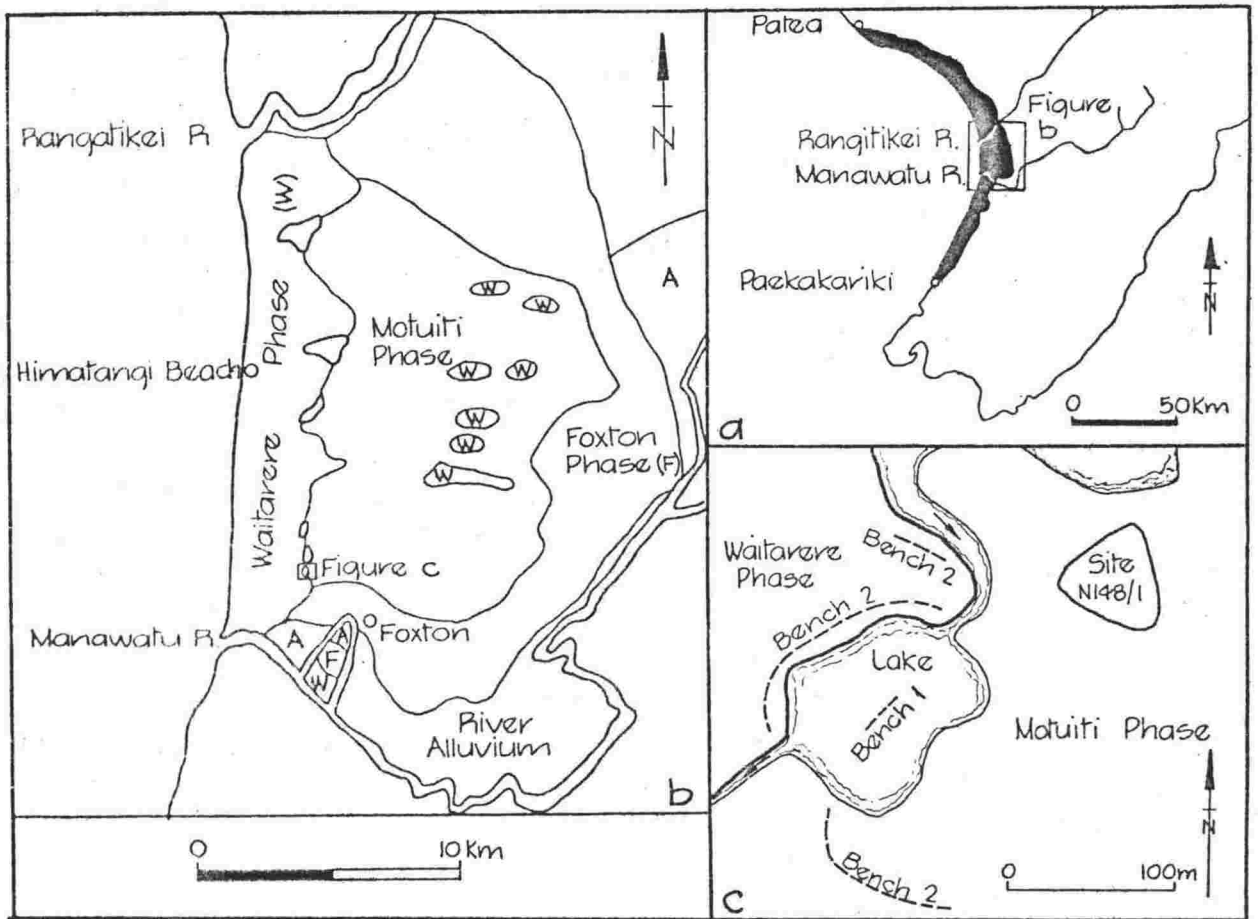 Rangatikei R
N
(W)
Phase
Waitarere
Himatangi Beach
Motuiti
Phase
W
W
W
W
W
W
W
A
Foxton
Phase (F)
Figure c
Manawatu R
A
A
F
W
Foxton
River
Alluvium
b
0 10 Km
Patea
Figure
b
Rangitikei R.
Manawatu R.
Paekakariki
N
0 50 Km
a
Waitarere
Phase
Bench 2
Bench 2
Lake
Bench 1
Site
N148/1
Motuiti Phase
Bench 2
N
0 100m
c